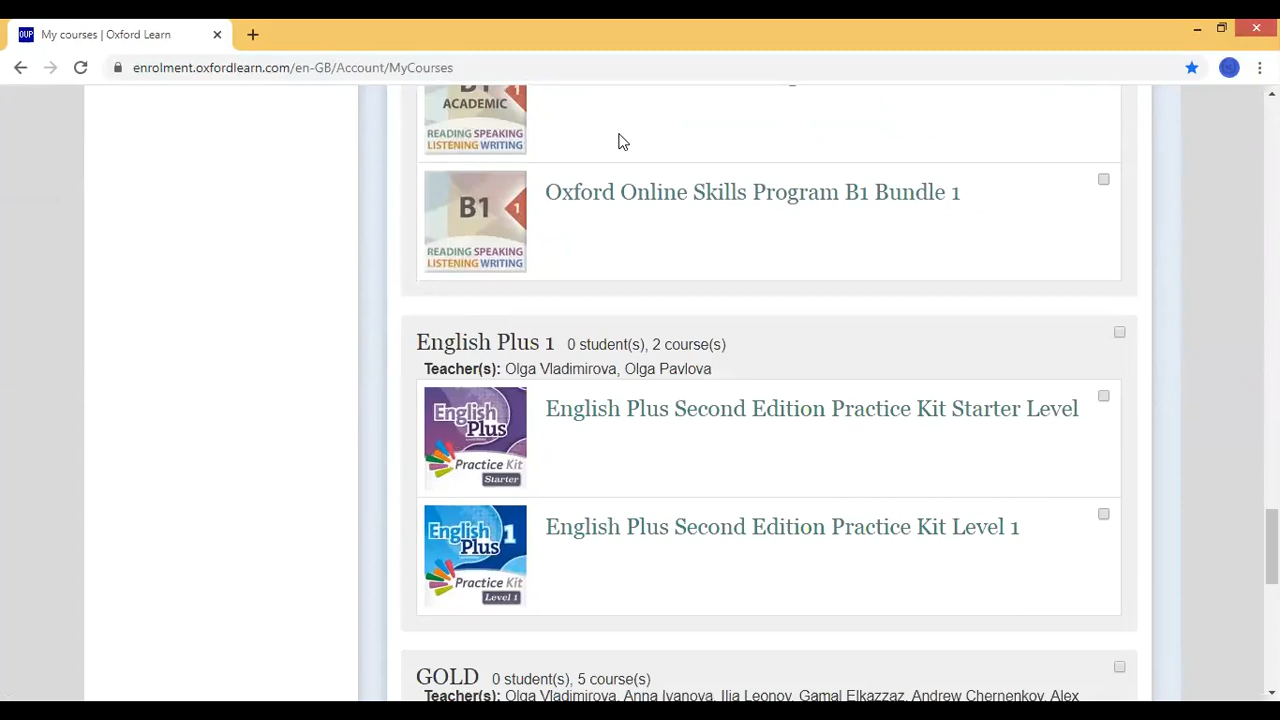 OUP My courses | Oxford Learn
enrolment.oxfordlearn.com/en-GB/Account/MyCourses
ACADEMIC
1
READING SPEAKING
LISTENING WRITING
B1
1
READING SPEAKING
LISTENING WRITING
Oxford Online Skills Program B1 Bundle 1
English Plus 1 0 student(s), 2 course(s)
Teacher(s): Olga Vladimirova, Olga Pavlova
English
Plus
Practice Kit
Starter
English Plus Second Edition Practice Kit Starter Level
English 1
Plus
Practice Kit
Level 1
English Plus Second Edition Practice Kit Level 1
GOLD 0 student(s), 5 course(s)
Teacher(s): Olga Vladimirova, Anna Ivanova, Ilia Leonov, Gamal Elkazzaz, Andrew Chernenkov, Alex